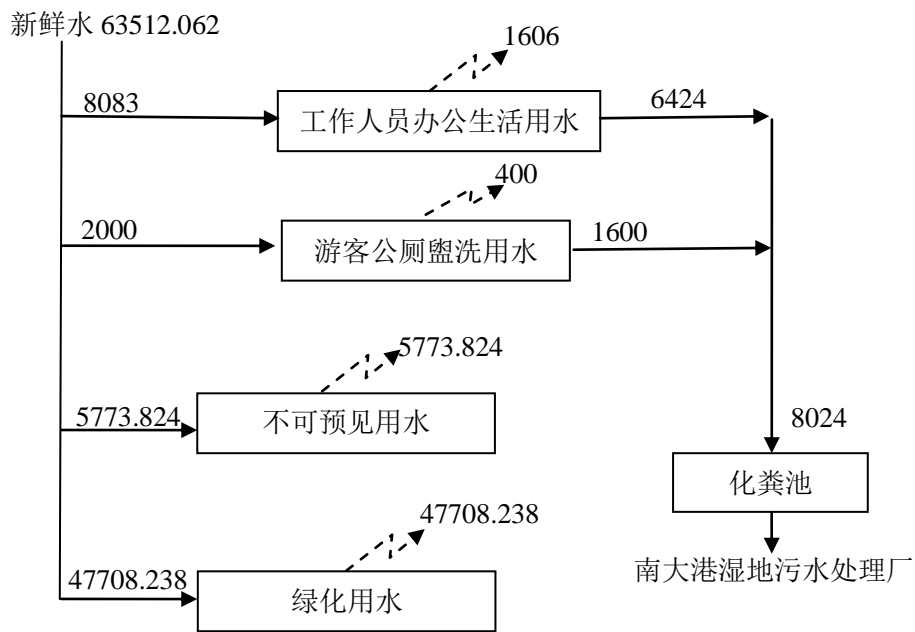 新鲜水 63512.062
1606
8083
工作人员办公生活用水
6424
400
2000
游客公厕盥洗用水
1600
5773.824
5773.824
不可预见用水
8024
化粪池
47708.238
47708.238
绿化用水
南大港湿地污水处理厂